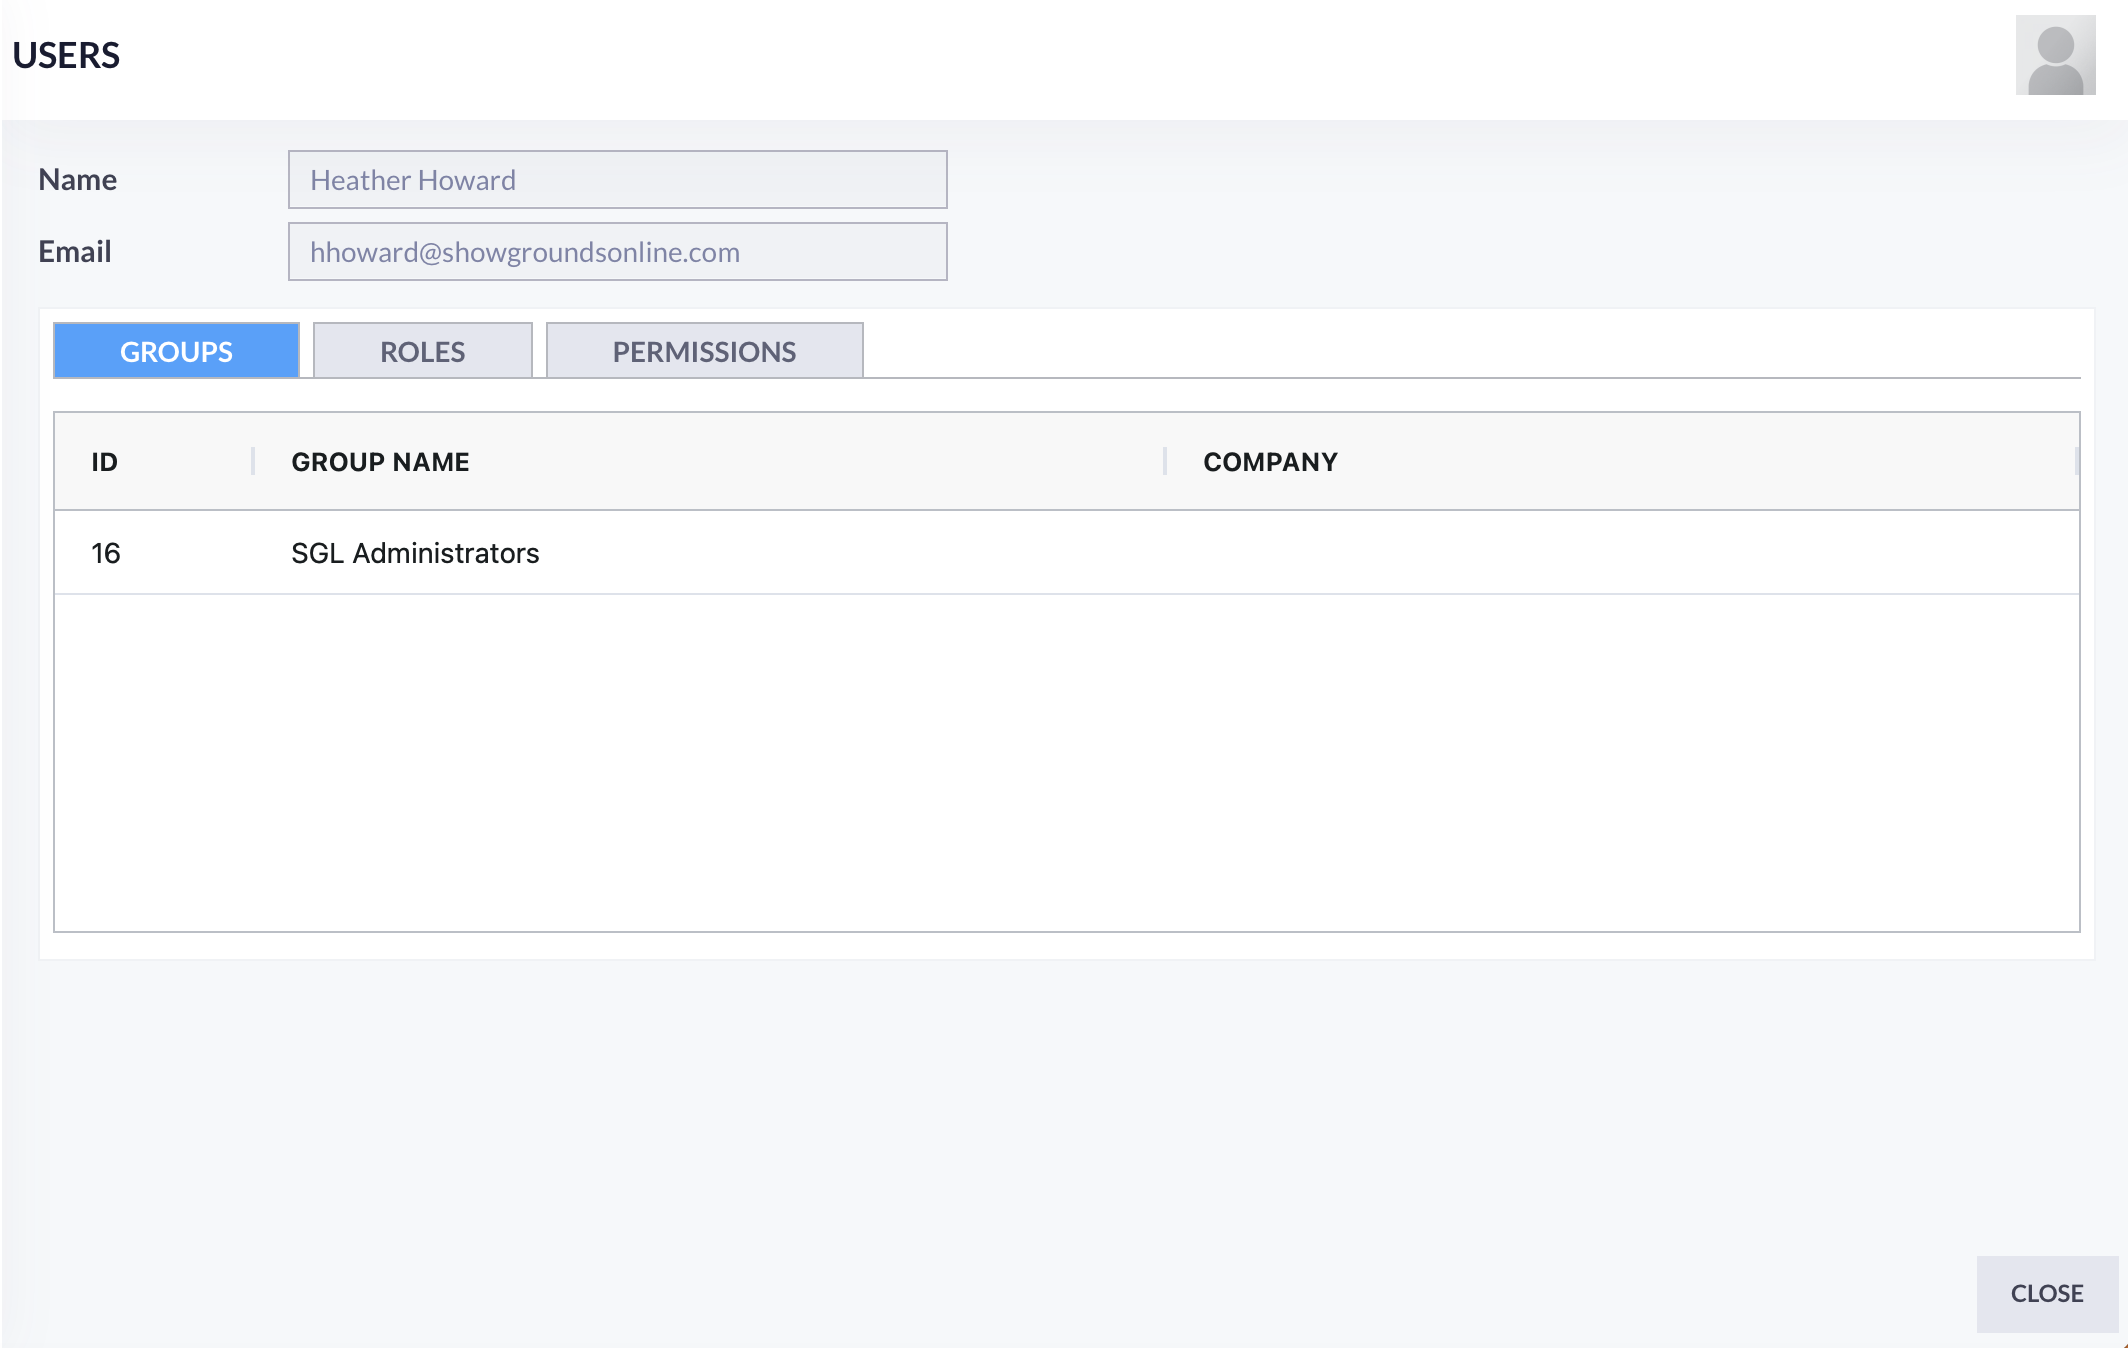 USERS
Name Heather Howard
Email hhoward@showgroundsonline.com
GROUPS ROLES PERMISSIONS
ID GROUP NAME COMPANY
16 SGL Administrators
CLOSE